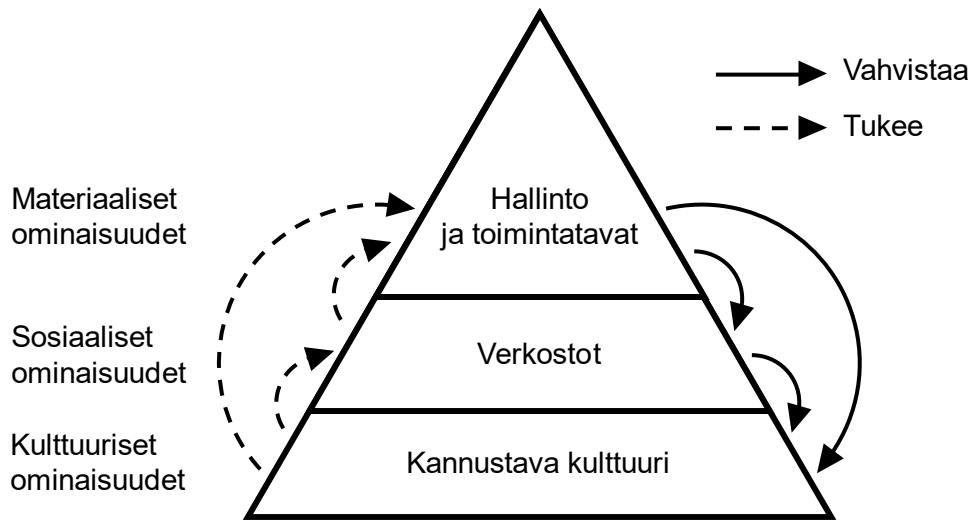 Vahvistaa
Tukee
Materiaaliset
ominaisuudet
Hallinto
ja toimintatavat
Sosiaaliset
ominaisuudet
Verkostot
Kulttuuriset
ominaisuudet
Kannustava kulttuuri